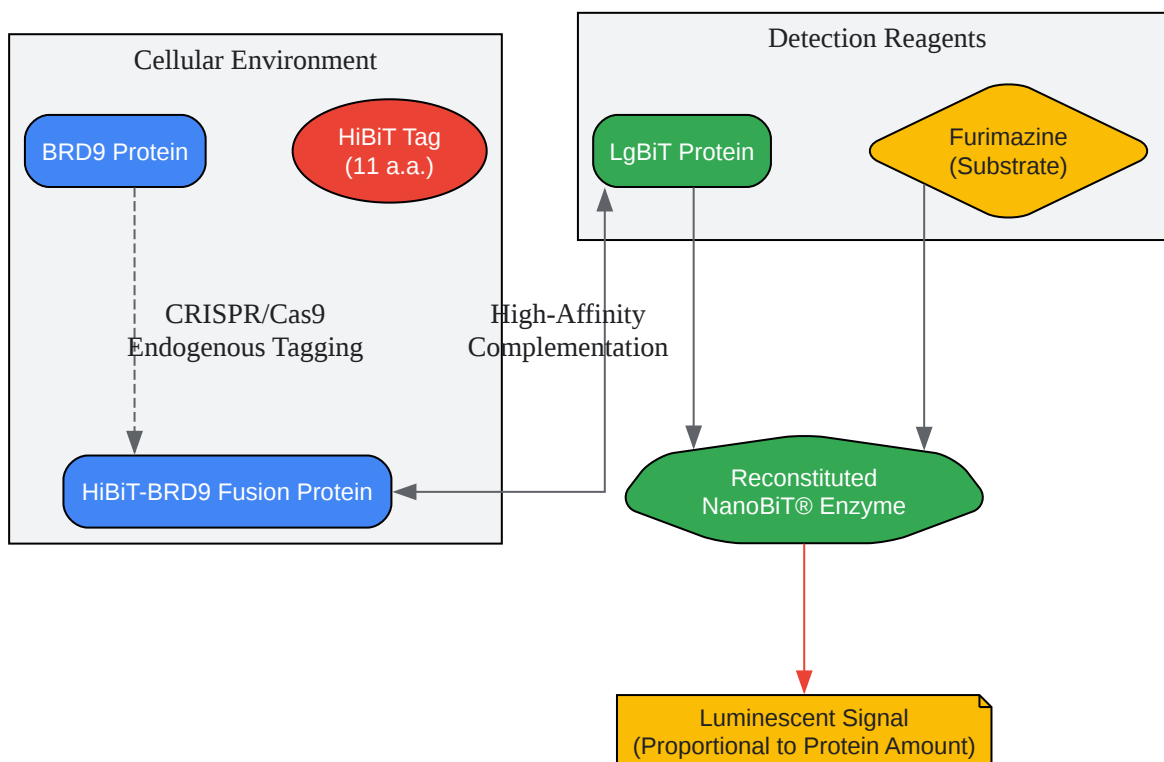 Cellular Environment
BRD9 Protein
HiBiT Tag
(11 a.a.)
CRISPR/Cas9
Endogenous Tagging
HiBiT-BRD9 Fusion Protein
High-Affinity
Complementation
Detection Reagents
LgBiT Protein
Furimazine
(Substrate)
Reconstituted
NanoBiT® Enzyme
Luminescent Signal
(Proportional to Protein Amount)